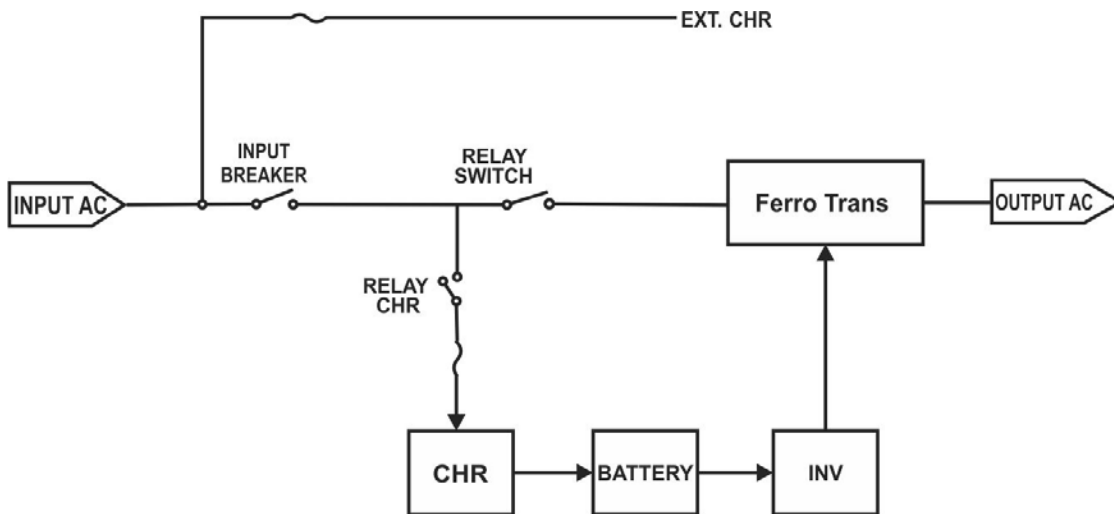 EXT. CHR
INPUT
BREAKER
RELAY
SWITCH
INPUT AC
Ferro Trans
OUTPUT AC
RELAY
CHR
CHR
BATTERY
INV